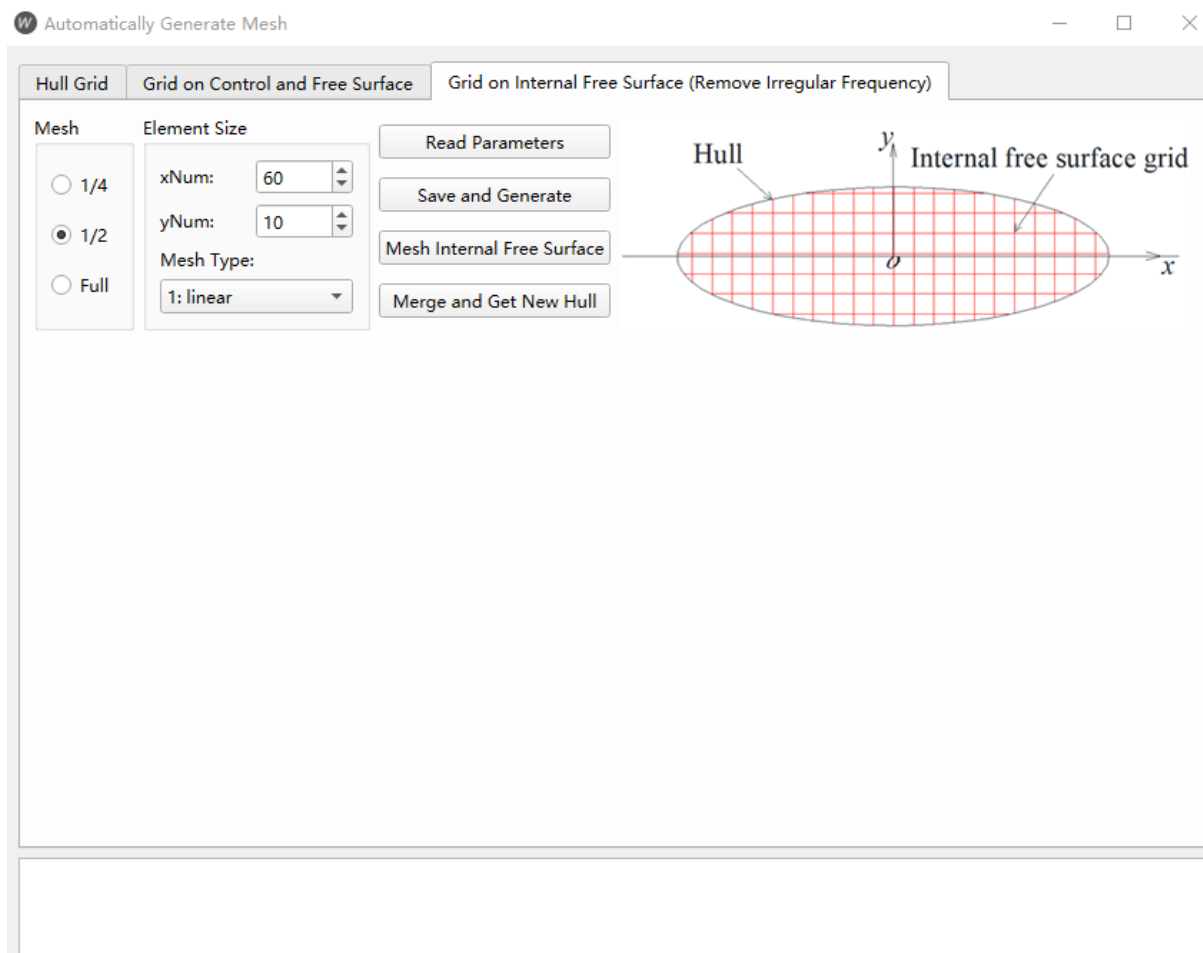 W Automatically Generate Mesh
Hull Grid
Grid on Control and Free Surface
Grid on Internal Free Surface (Remove Irregular Frequency)
Mesh
1/4
1/2
Full
Element Size
xNum: 60
yNum: 10
Mesh Type:
1: linear
Read Parameters
Save and Generate
Mesh Internal Free Surface
Merge and Get New Hull
Hull
y
Internal free surface grid
o
x